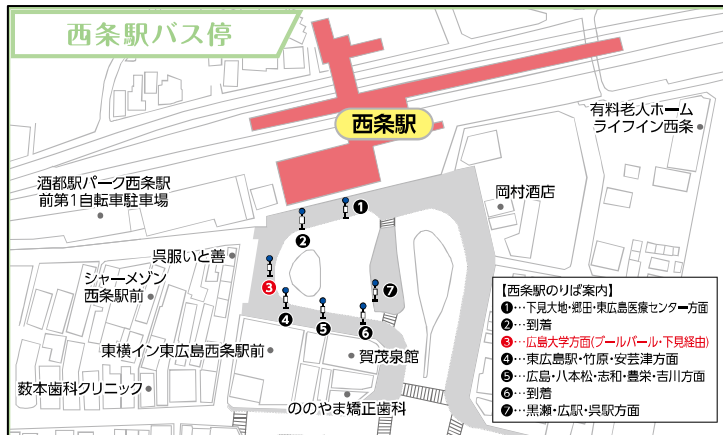 西条駅バス停
西条駅
有料老人ホーム
ライフイン西条
酒都駅パーク西条駅
前第1自転車駐車場
岡村酒店
❶
❷
呉服いと善
シャーメゾン
西条駅前
❸
❹
❺
❻
❼
東横イン東広島西条駅前
賀茂泉館
薮本歯科クリニック
ののやま矯正歯科
【西条駅のりば案内】
❶…下見大地・郷田・東広島医療センター方面
❷…到着
❸…広島大学方面(ブールバール・下見経由)
❹…東広島駅・竹原・安芸津方面
❺…広島・八本松・志和・豊栄・吉川方面
❻…到着
❼…黒瀬・広駅・呉駅方面